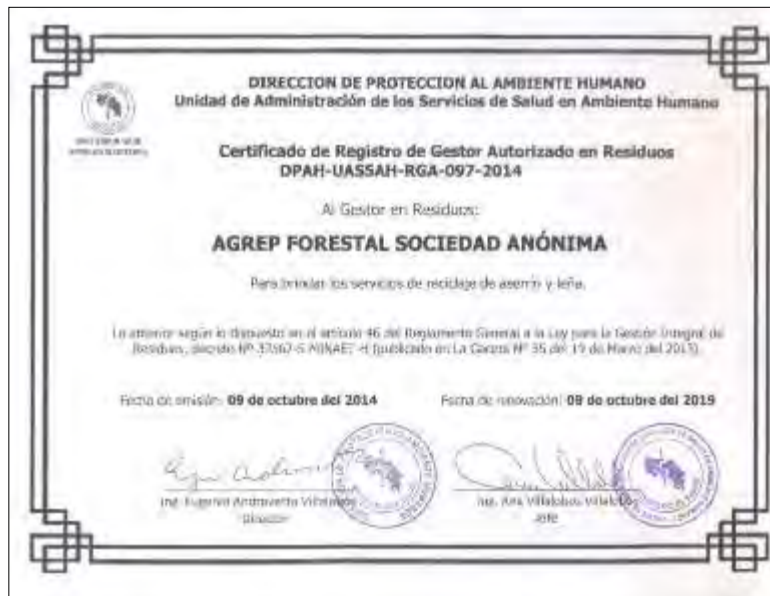 DIRECCION DE PROTECCION AL AMBIENTE HUMANO
Unidad de Administración de los Servicios de Salud en Ambiente Humano
Certificado de Registro de Gestor Autorizado en Residuos
DPAH-UASSAH-RGA-097-2014
Al Gestor en Residuos:
AGREP FORESTAL SOCIEDAD ANÓNIMA
Para brindar los servicios de reciclaje de aserrín y leña.
Lo anterior según lo dispuesto en el artículo 46 del Reglamento General a la Ley para la Gestión Integral de
Residuos, decreto Nº (publicado en La Gaceta Nº del 19 de Marzo del
Fecha de emisión: 09 de octubre del 2014 Fecha de renovación: 09 de octubre del 2019
Ing. Eugenio Androvetto Villalobos Ing. Ana Villalobos Villalobos
Director Jefe